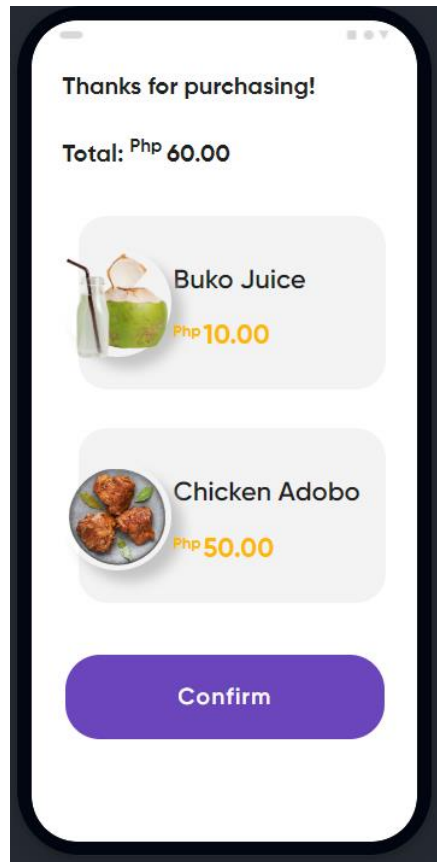 Thanks for purchasing!
Total: Php 60.00
Buko Juice
Php 10.00
Chicken Adobo
Php 50.00
Confirm